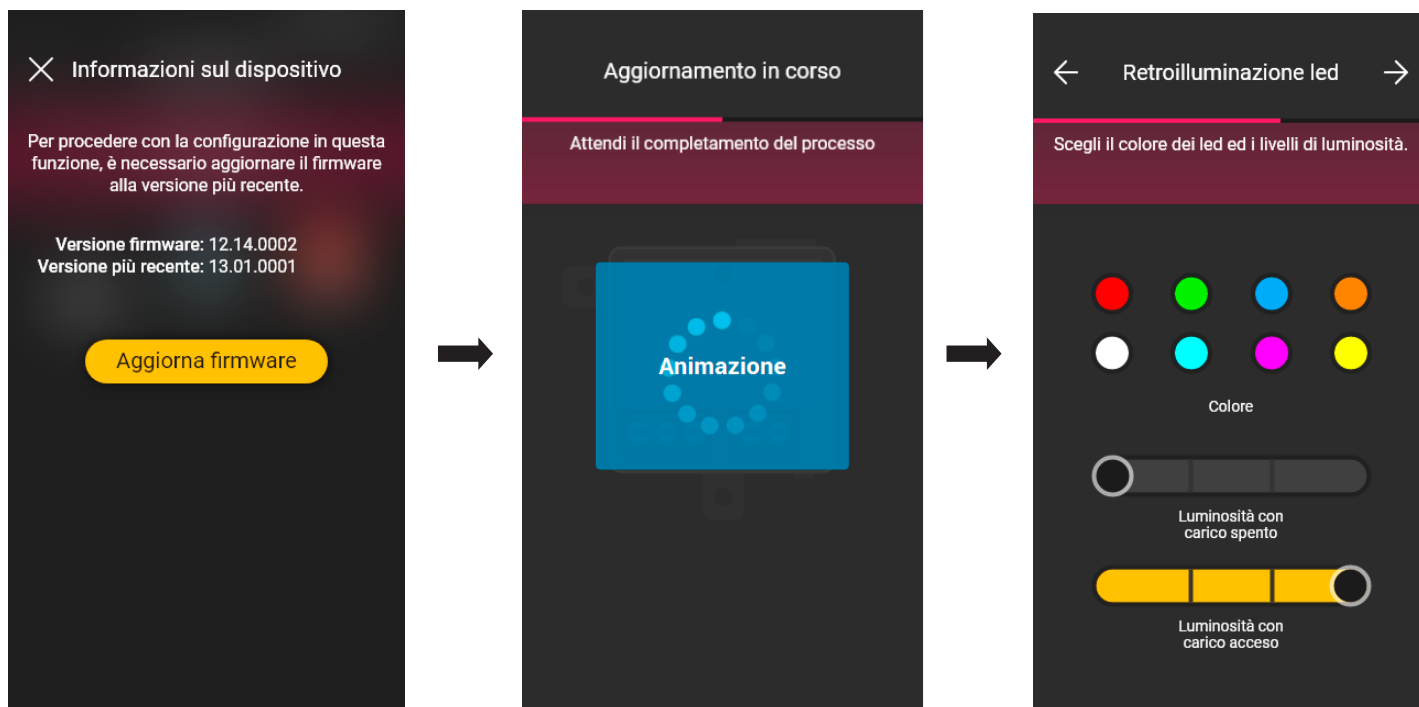 Informazioni sul dispositivo
Per procedere con la configurazione in questa
funzione, è necessario aggiornare il firmware
alla versione più recente.
Versione firmware: 12.14.0002
Versione più recente: 13.01.0001
Aggiorna firmware
Aggiornamento in corso
Attendi il completamento del processo
Animazione
Retroilluminazione led
Scegli il colore dei led ed i livelli di luminosità.
Colore
Luminosità con
carico spento
Luminosità con
carico acceso